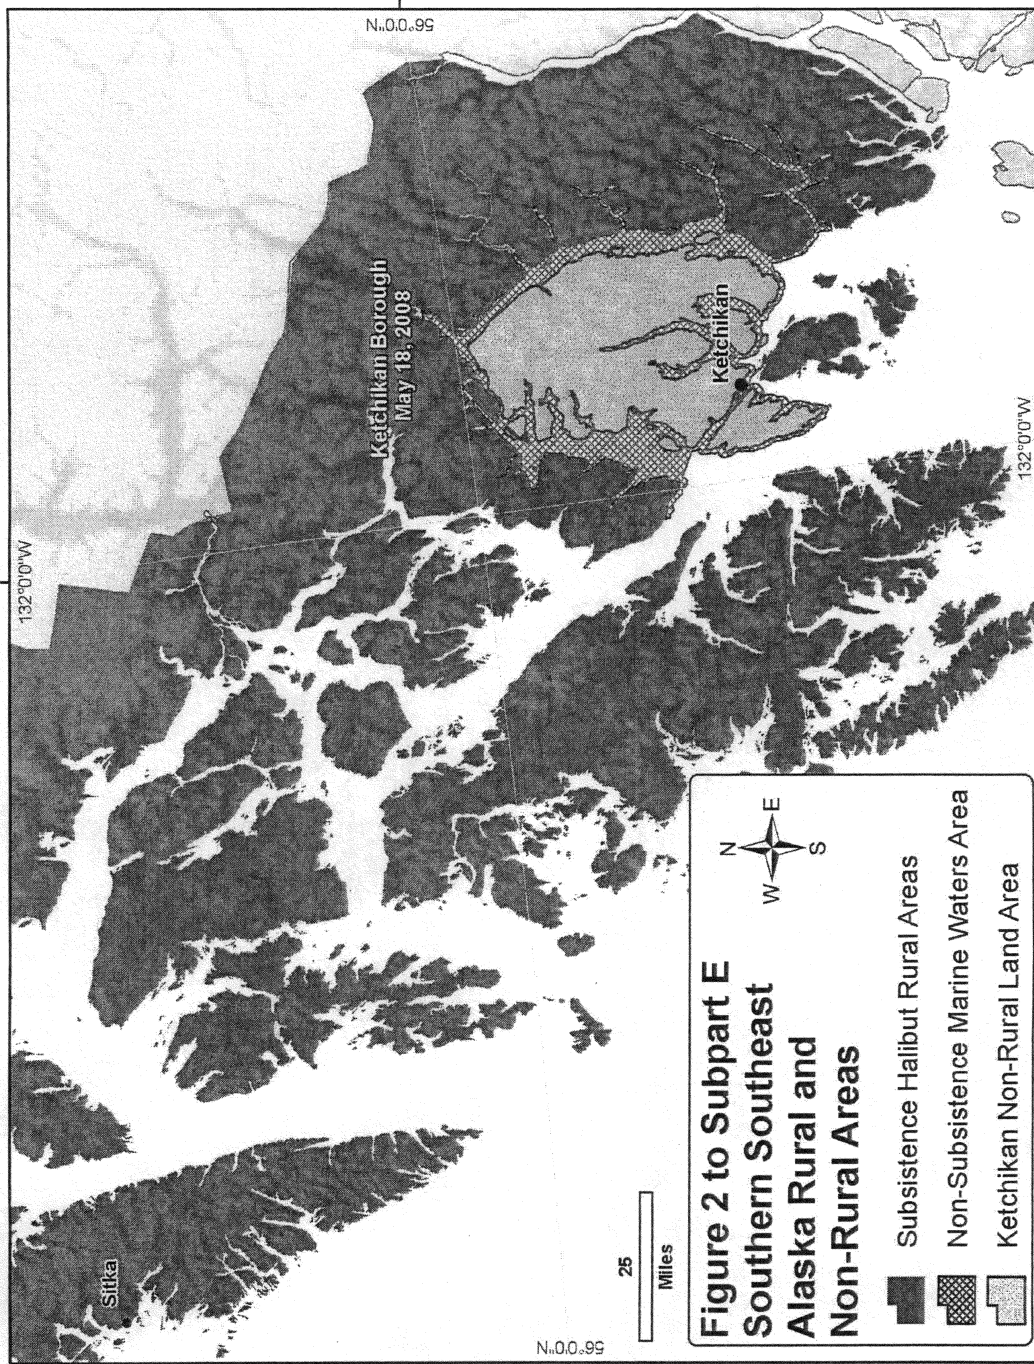 56°0'0"N
132°0'0"W
Ketchikan Borough
May 18, 2008
Sitka
Ketchikan
56°0'0"N
132°0'0"W
25
Miles
Figure 2 to Subpart E
Southern Southeast
Alaska Rural and
Non-Rural Areas
N
W
E
S
Subsistence Halibut Rural Areas
Non-Subsistence Marine Waters Area
Ketchikan Non-Rural Land Area